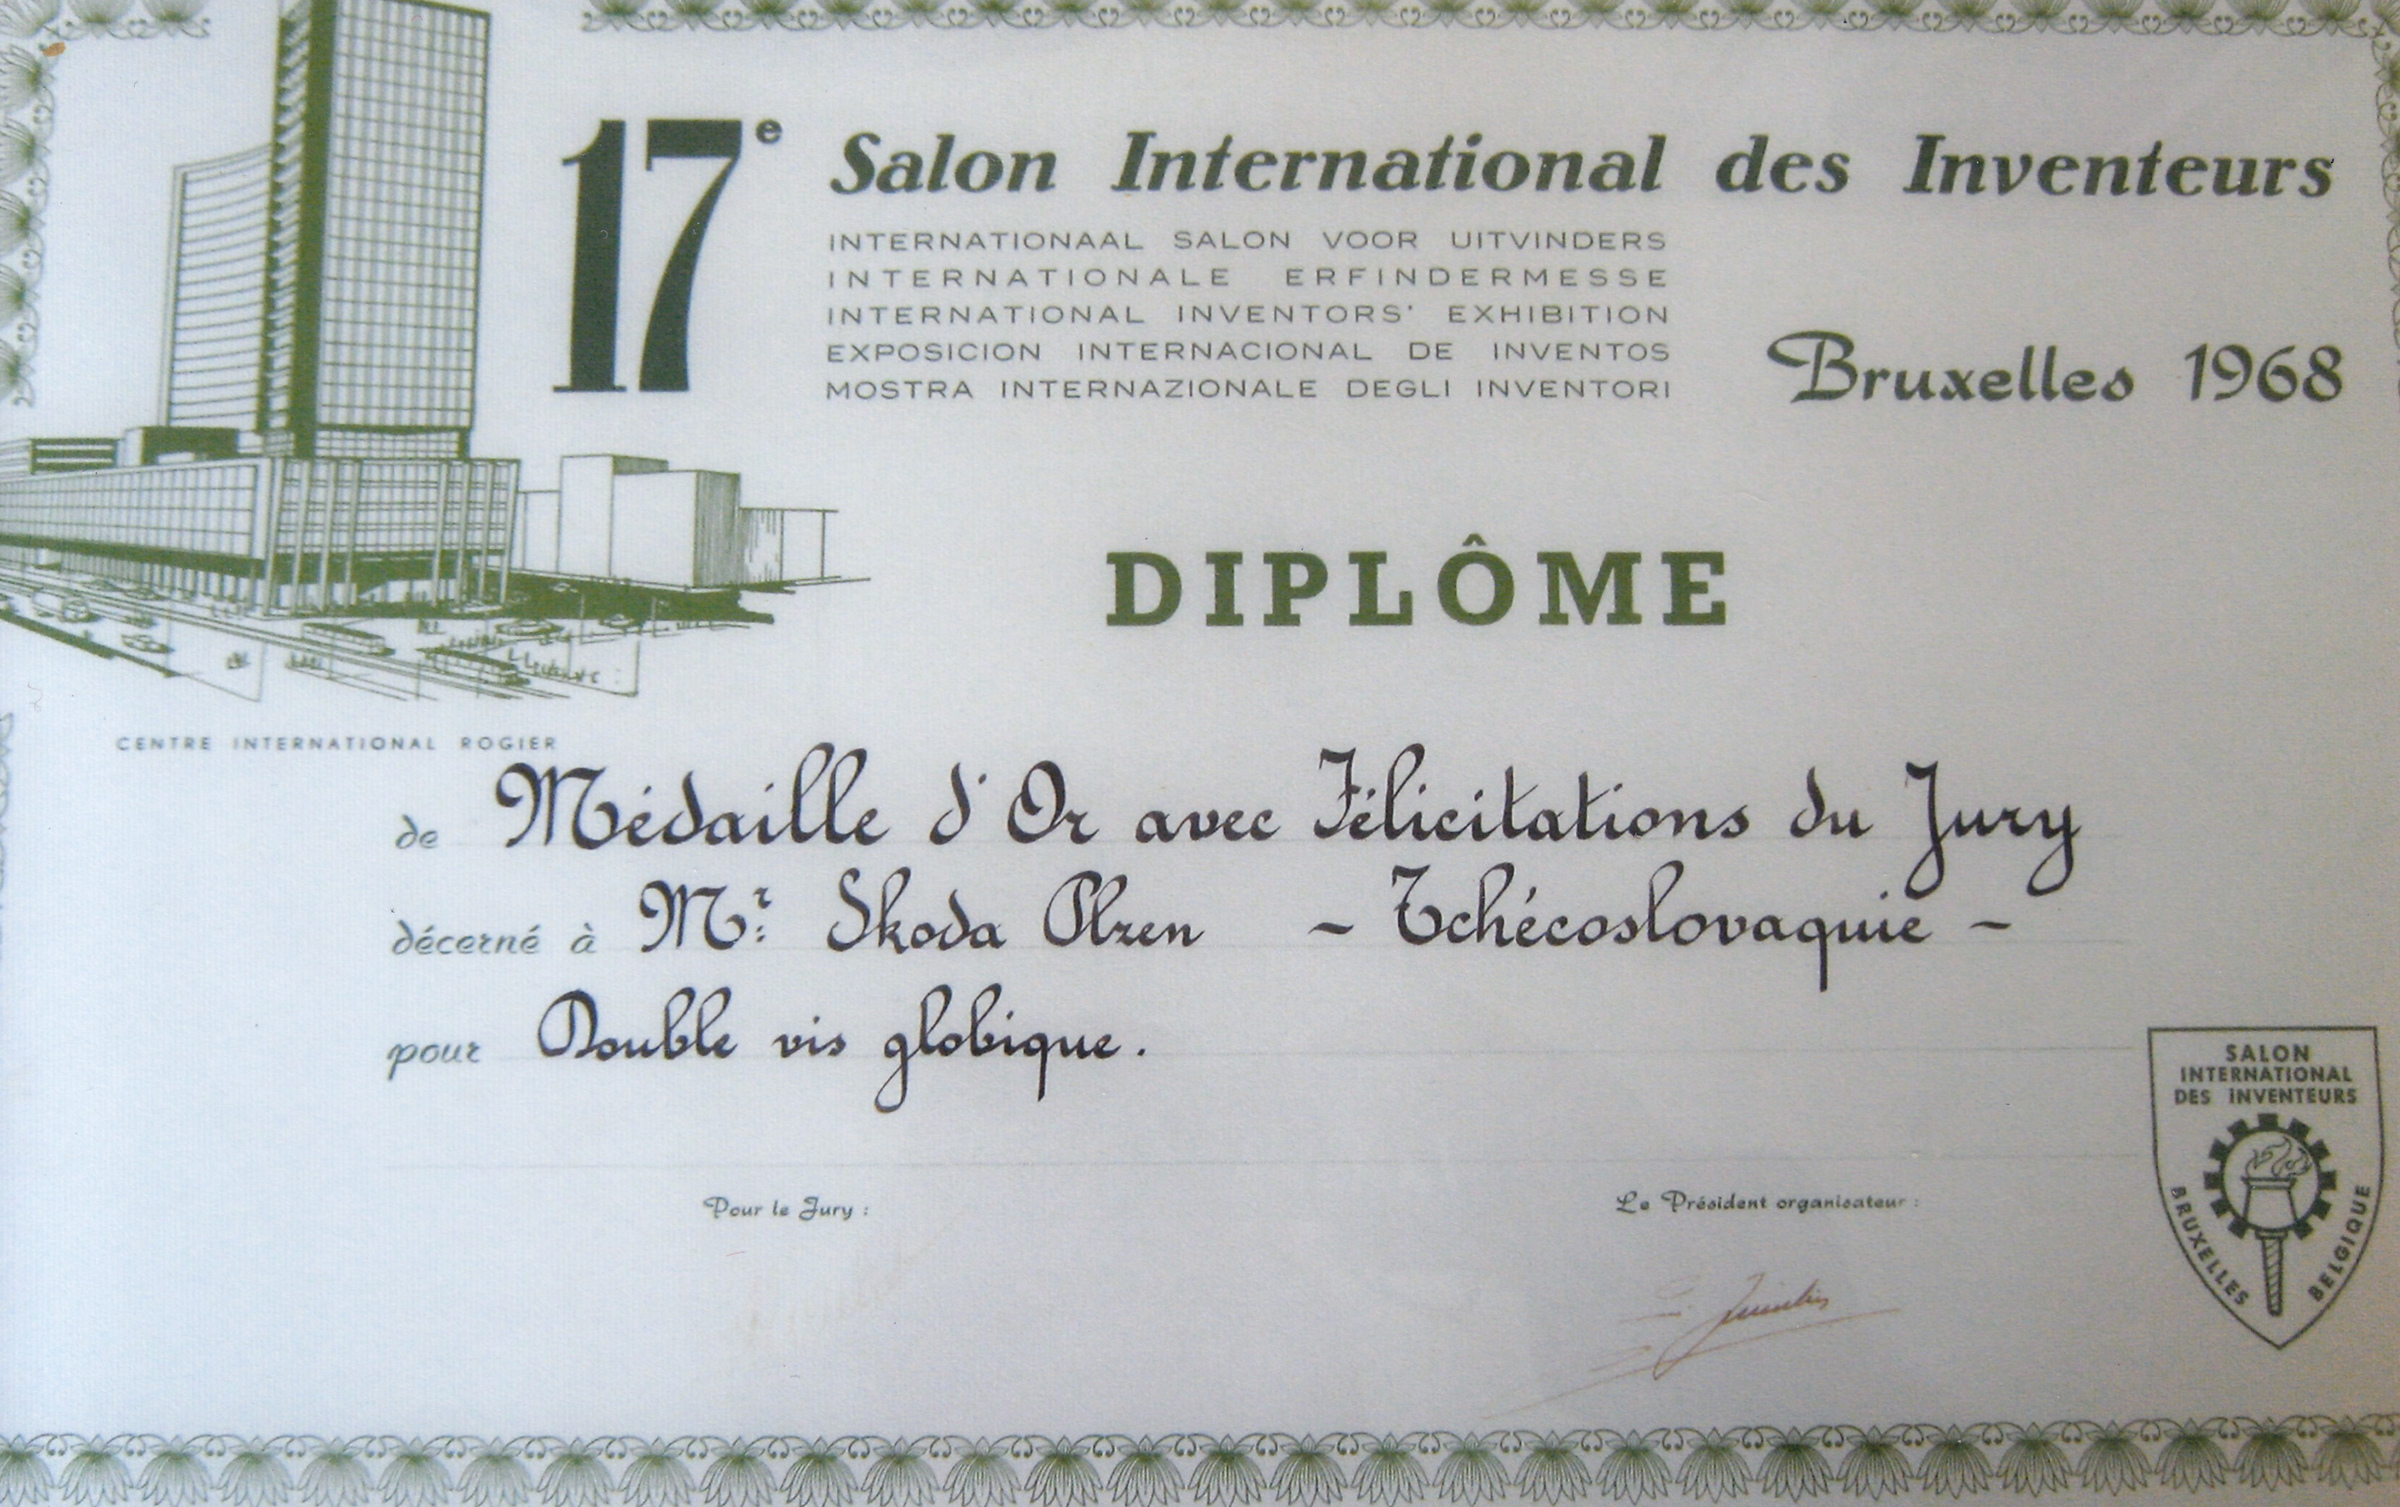 17e Salon International des Inventeurs
INTERNATIONAAL SALON VOOR UITVINDERS
INTERNATIONALE ERFINDERMESSE
INTERNATIONAL INVENTORS' EXHIBITION
EXPOSICION INTERNACIONAL DE INVENTOS
MOSTRA INTERNAZIONALE DEGLI INVENTORI
Bruxelles 1968
DIPLÔME
CENTRE INTERNATIONAL ROGIER
de Médaille d'Or avec Félicitations du Jury
décerné à Mr: Skoda Plzen - Tchécoslovaquie -
pour Double vis globique.
Pour le Jury :
Le Président organisateur :
SALON
INTERNATIONAL
DES INVENTEURS
BRUXELLES
BELGIQUE